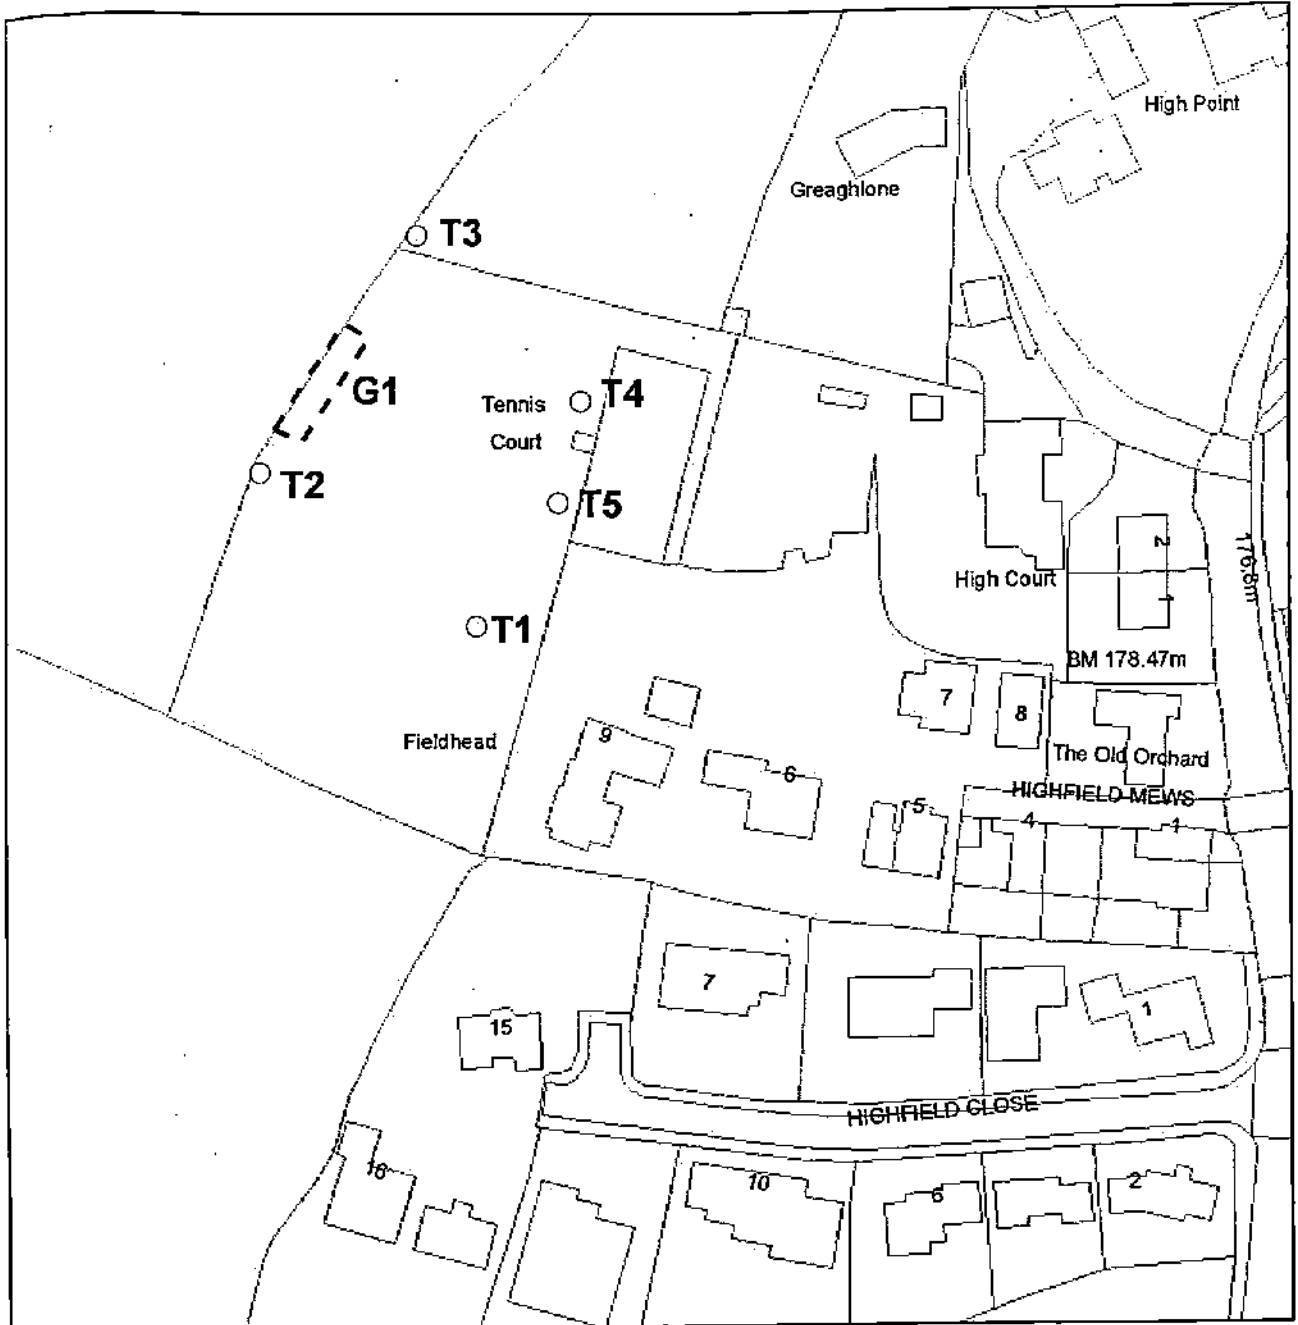 High Point
Greaghlone
T3
G1
Tennis
Court
T4
T2
T5
2
1
176.8m
High Court
T1
BM 178.47m
7
8
Fieldhead
9
6
The Old Orchard
HIGHFIELD MEWS
5
4
1
7
15
1
HIGHFIELD CLOSE
16
10
6
2